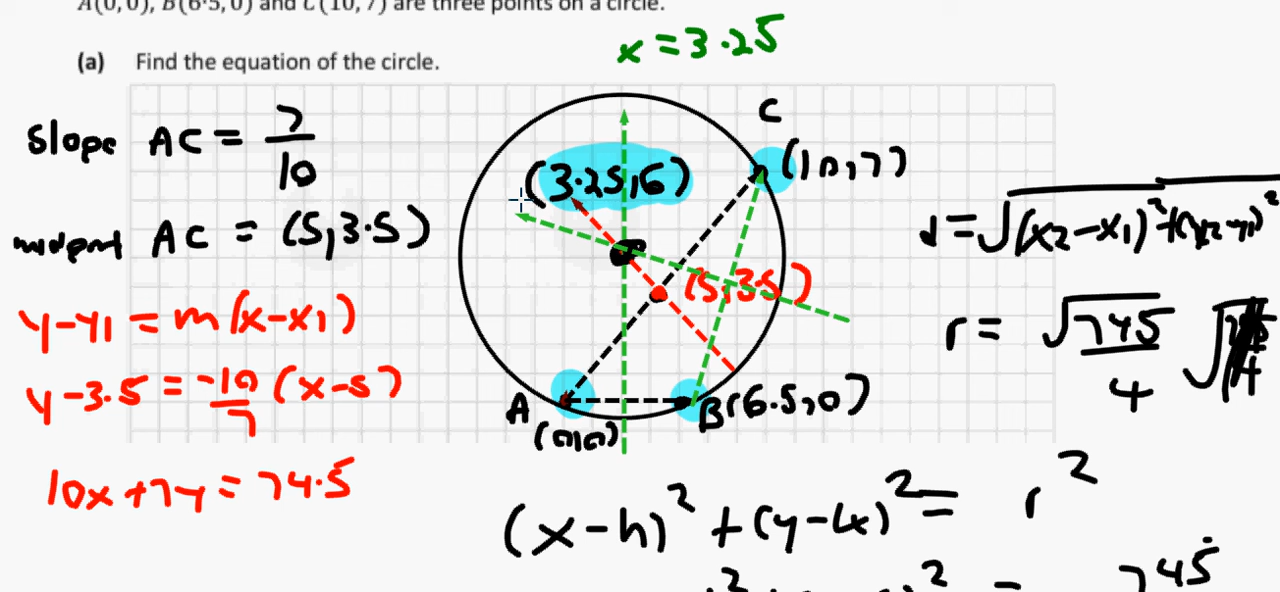 A(0,0), B(6·5,0) and C(10,7) are three points on a circle.
x = 3.25
(a) Find the equation of the circle.
Slope AC = 7/10
C
(10,7)
(3.25,6)
midpont AC = (5,3.5)
d=√(x2-x1)²+(y2-y1)²
(5,3.5)
y-y1 = m(x-x1)
r = √745/4
y-3.5 = -10/7 (x-5)
A
(0,0)
B(6.5,0)
10x+7y = 74.5
(x-h)²+(y-k)² = r²
² ² = 745